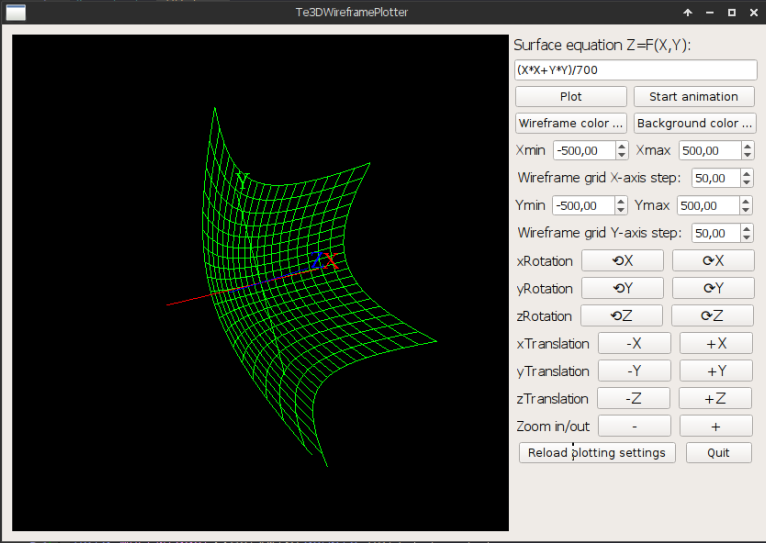 Te3DWireframePlotter
Surface equation Z=F(X,Y):
(X*X+Y*Y)/700
Plot Start animation
Wireframe color ... Background color ...
Xmin -500,00 Xmax 500,00
Wireframe grid X-axis step: 50,00
Ymin -500,00 Ymax 500,00
Wireframe grid Y-axis step: 50,00
xRotation ⟲X ⟳X
yRotation ⟲Y ⟳Y
zRotation ⟲Z ⟳Z
xTranslation -X +X
yTranslation -Y +Y
zTranslation -Z +Z
Zoom in/out - +
Reload plotting settings Quit
Y
Z X